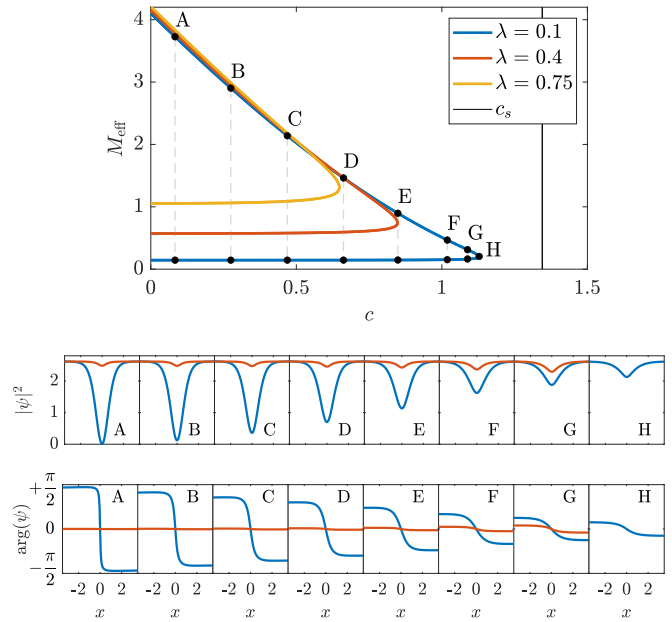 4
3
2
1
0
M_eff
A
B
C
D
E
F
G
H
λ = 0.1
λ = 0.4
λ = 0.75
c_s
0 0.5 1 1.5
c
|ψ|²
2
1
0
A B C D E F G H
arg(ψ)
+π/2
0
−π/2
A B C D E F G H
-2 0 2 -2 0 2 -2 0 2 -2 0 2 -2 0 2 -2 0 2 -2 0 2 -2 0 2
x x x x x x x x